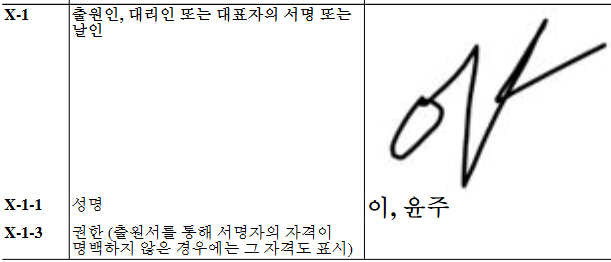 X-1 출원인, 대리인 또는 대표자의 서명 또는
날인
X-1-1 성명 이, 윤주
X-1-3 권한 (출원서를 통해 서명자의 자격이
명백하지 않은 경우에는 그 자격도 표시)